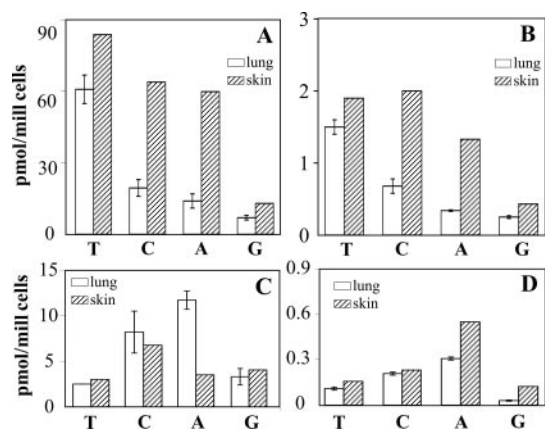 90
60
30
0
pmol/mill cells
A
lung
skin
T C A G
3
2
1
0
B
lung
skin
T C A G
15
10
5
0
pmol/mill cells
C
lung
skin
T C A G
0.9
0.6
0.3
0
D
lung
skin
T C A G